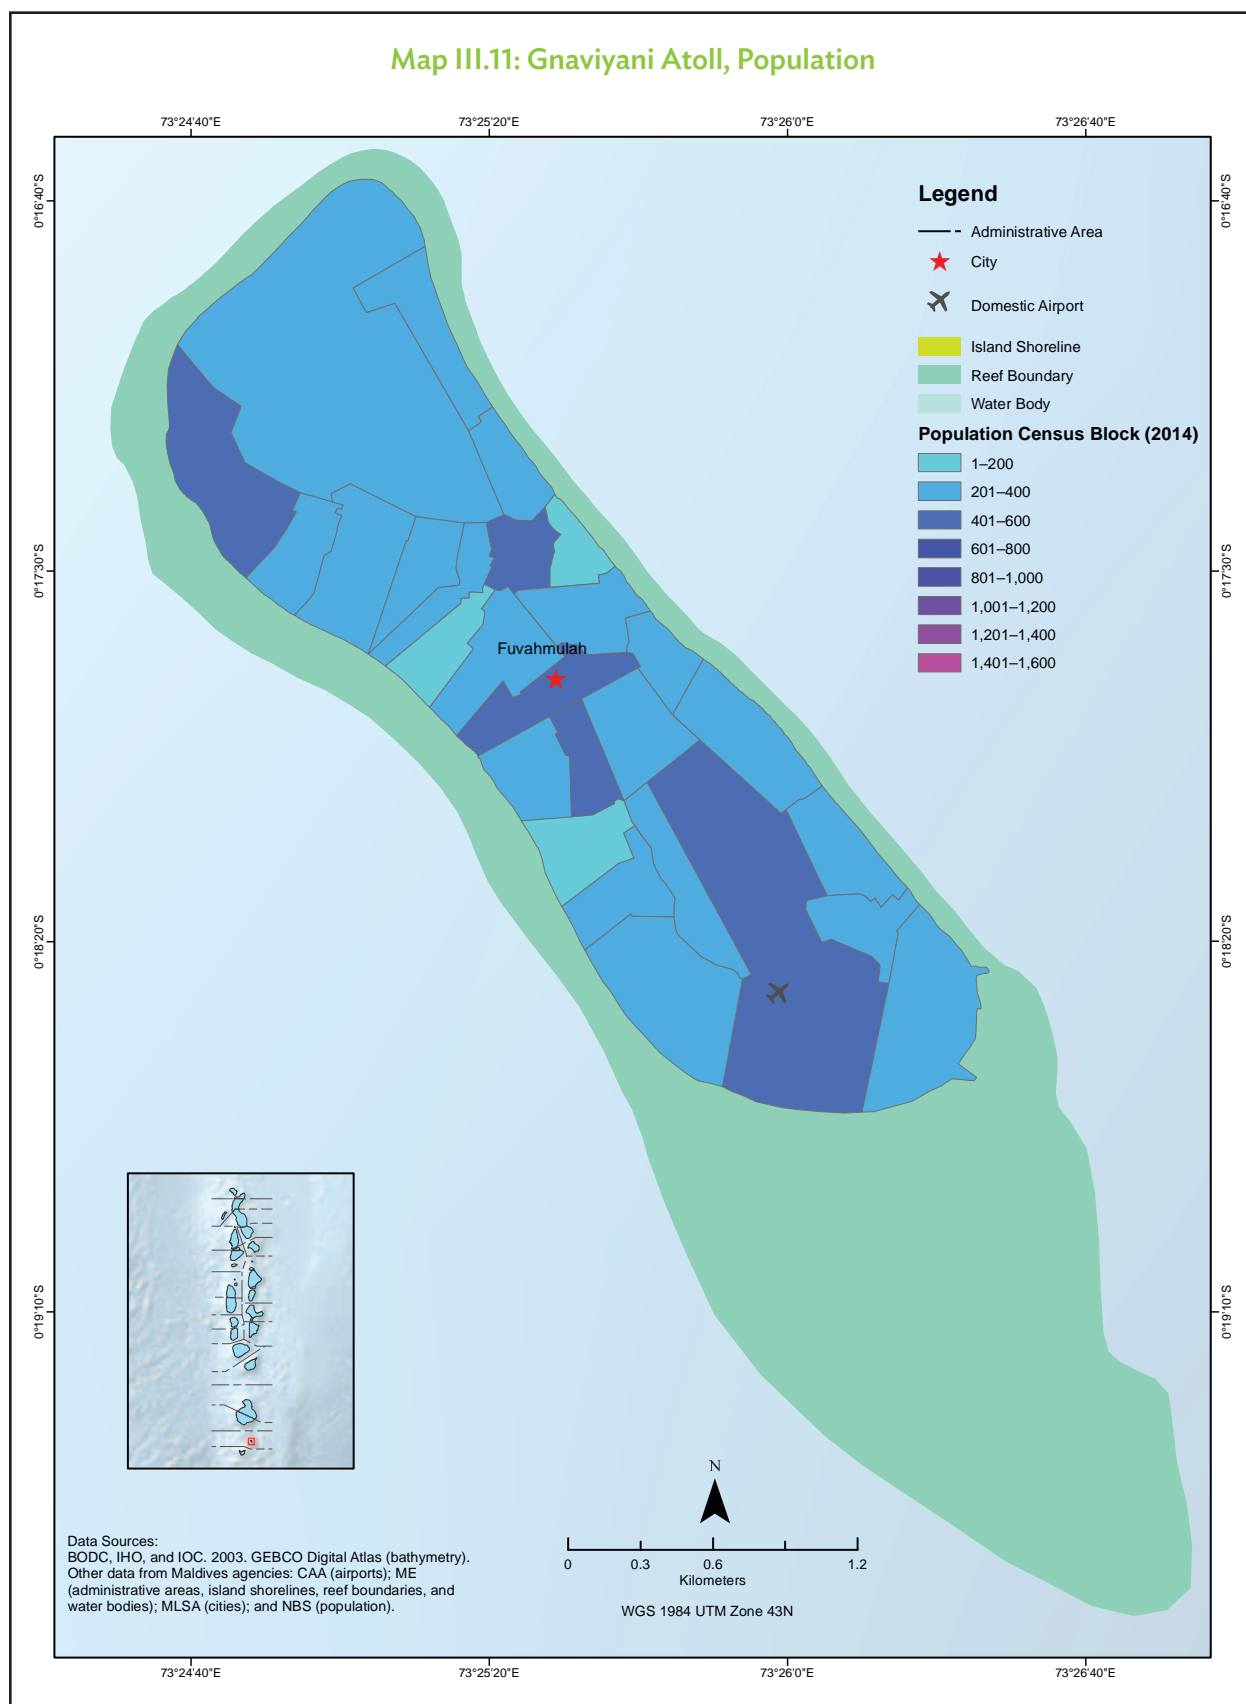 Map III.11: Gnaviyani Atoll, Population
73°24'40"E
73°25'20"E
73°26'0"E
73°26'40"E
0°16'40"S
0°16'40"S
Legend
Administrative Area
City
Domestic Airport
Island Shoreline
Reef Boundary
Water Body
Population Census Block (2014)
1–200
201–400
401–600
601–800
801–1,000
1,001–1,200
1,201–1,400
1,401–1,600
0°17'30"S
0°17'30"S
Fuvahmulah
0°18'20"S
0°18'20"S
0°19'10"S
0°19'10"S
N
0 0.3 0.6 1.2
Kilometers
WGS 1984 UTM Zone 43N
Data Sources:
BODC, IHO, and IOC. 2003. GEBCO Digital Atlas (bathymetry).
Other data from Maldives agencies: CAA (airports); ME
(administrative areas, island shorelines, reef boundaries, and
water bodies); MLSA (cities); and NBS (population).
73°24'40"E
73°25'20"E
73°26'0"E
73°26'40"E